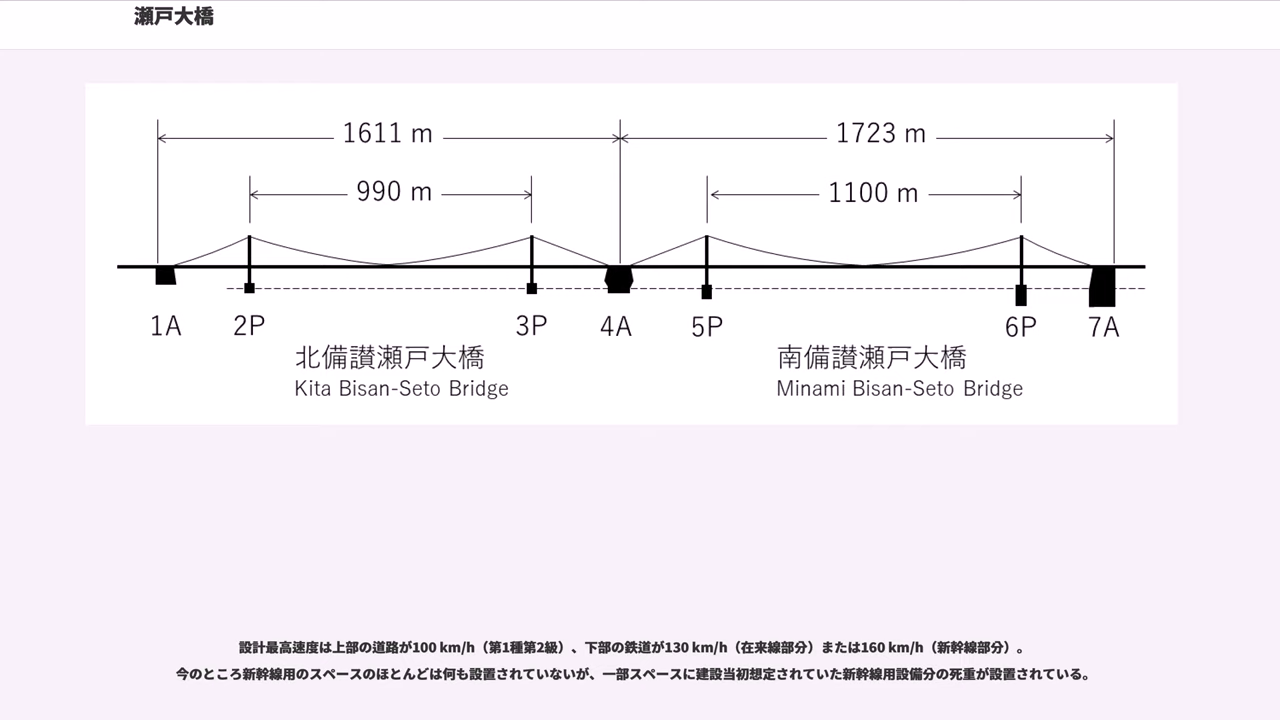 瀬戸大橋
1611 m
1723 m
990 m
1100 m
1A 2P 3P 4A 5P 6P 7A
北備讃瀬戸大橋
Kita Bisan-Seto Bridge
南備讃瀬戸大橋
Minami Bisan-Seto Bridge
設計最高速度は上部の道路が100 km/h（第1種第2級）、下部の鉄道が130 km/h（在来線部分）または160 km/h（新幹線部分）。
今のところ新幹線用のスペースのほとんどは何も設置されていないが、一部スペースに建設当初想定されていた新幹線用設備分の死重が設置されている。